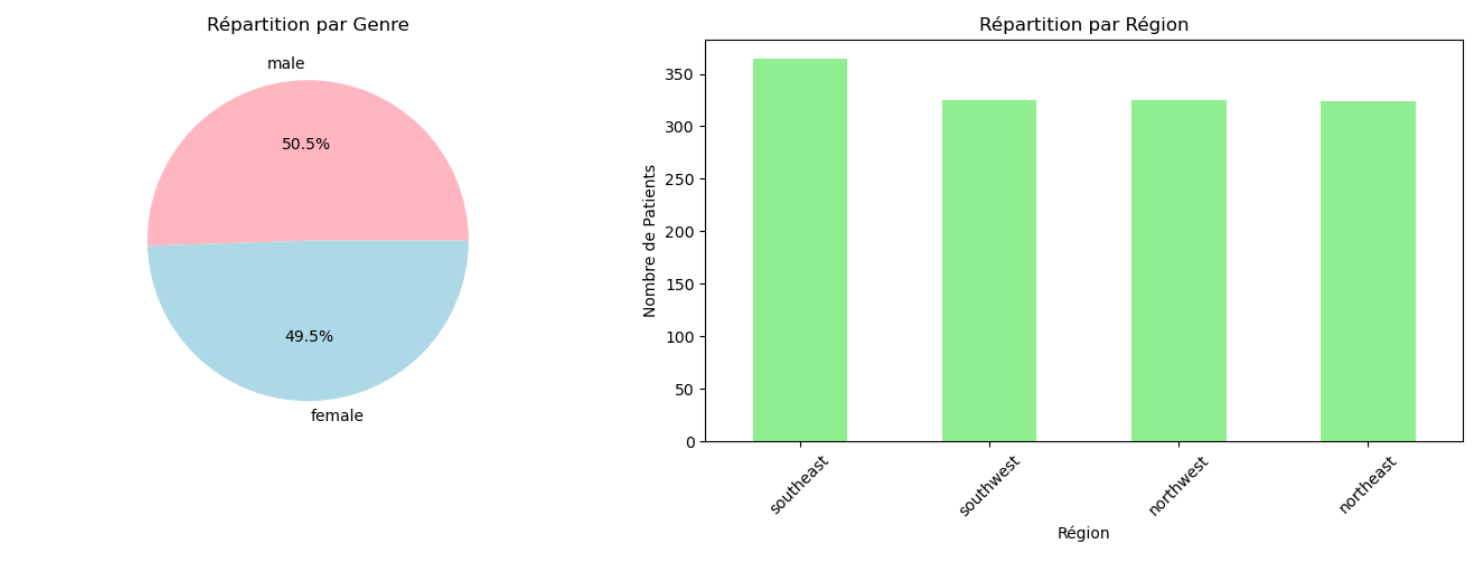 Répartition par Genre
male
50.5%
49.5%
female
Répartition par Région
Nombre de Patients
350
300
250
200
150
100
50
0
southeast
southwest
northwest
northeast
Région